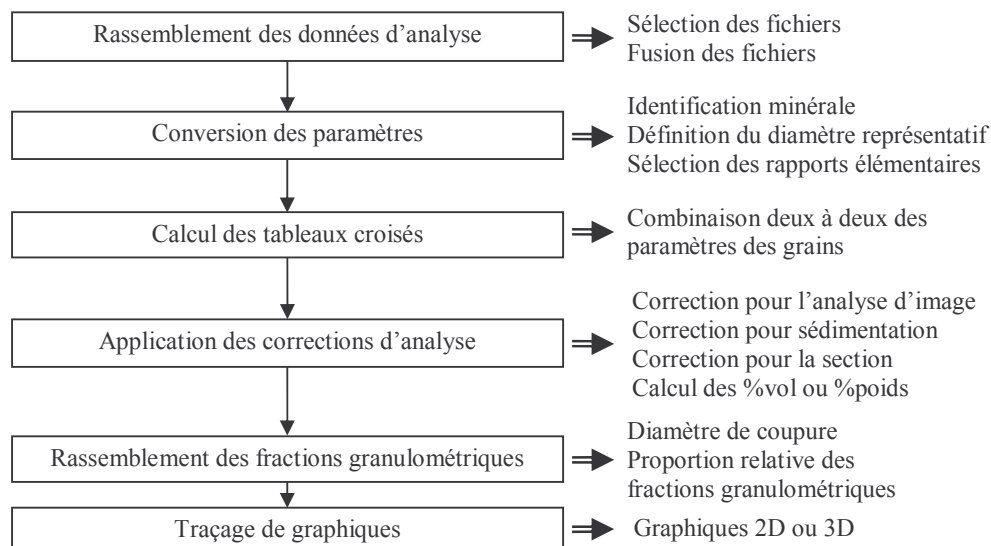 Rassemblement des données d'analyse
Sélection des fichiers
Fusion des fichiers
Conversion des paramètres
Identification minérale
Définition du diamètre représentatif
Sélection des rapports élémentaires
Calcul des tableaux croisés
Combinaison deux à deux des
paramètres des grains
Application des corrections d'analyse
Correction pour l'analyse d'image
Correction pour sédimentation
Correction pour la section
Calcul des %vol ou %poids
Rassemblement des fractions granulométriques
Diamètre de coupure
Proportion relative des
fractions granulométriques
Traçage de graphiques
Graphiques 2D ou 3D